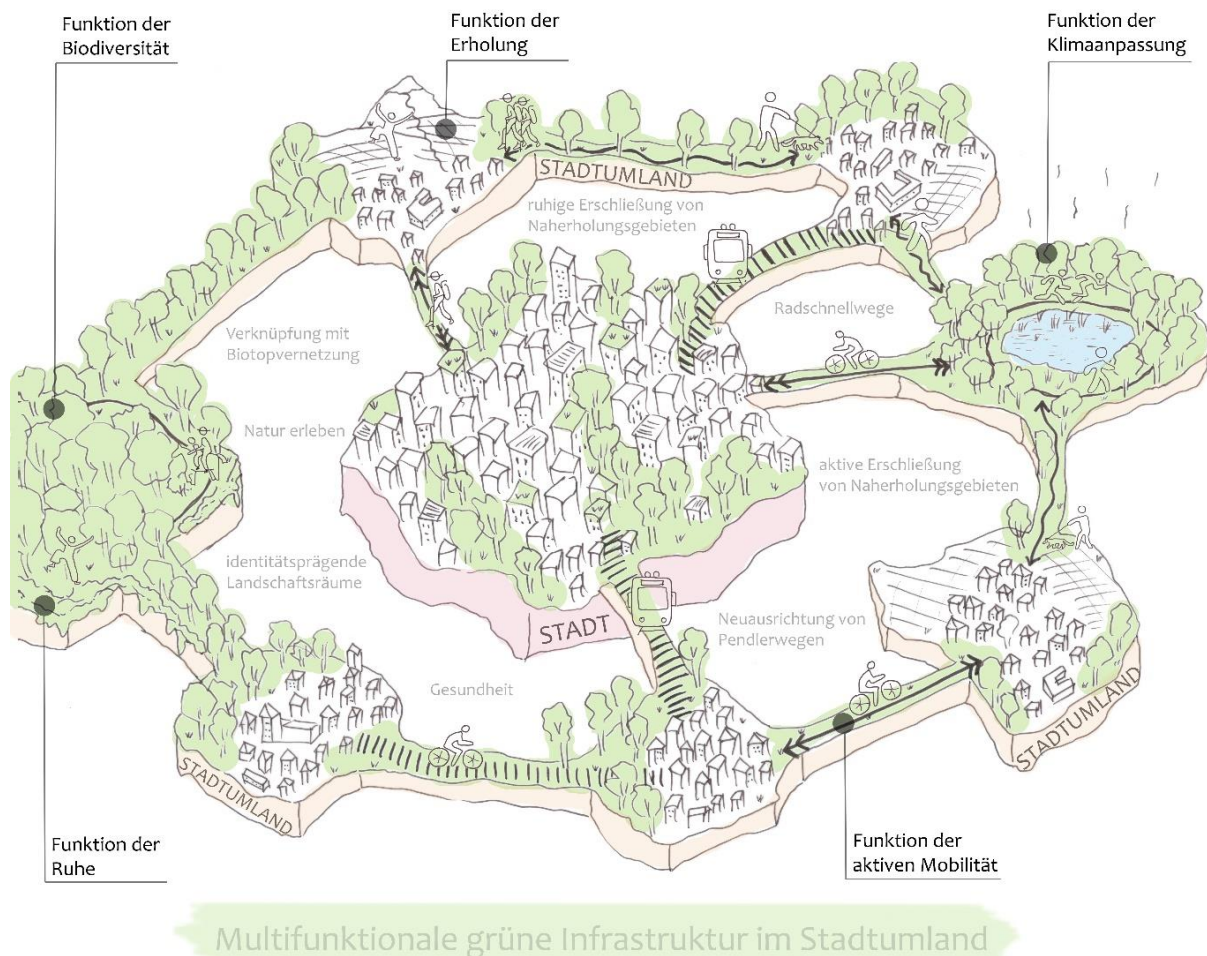 Funktion der
Biodiversität
Funktion der
Erholung
Funktion der
Klimaanpassung
STADTUMLAND
ruhige Erschließung von
Naherholungsgebieten
Radschnellwege
Verknüpfung mit
Biotopvernetzung
Natur erleben
aktive Erschließung
von Naherholungsgebieten
identitätsprägende
Landschaftsräume
STADT
Neuausrichtung von
Pendlerwegen
Gesundheit
STADTUMLAND
STADTUMLAND
Funktion der
Ruhe
Funktion der
aktiven Mobilität
Multifunktionale grüne Infrastruktur im Stadtumland